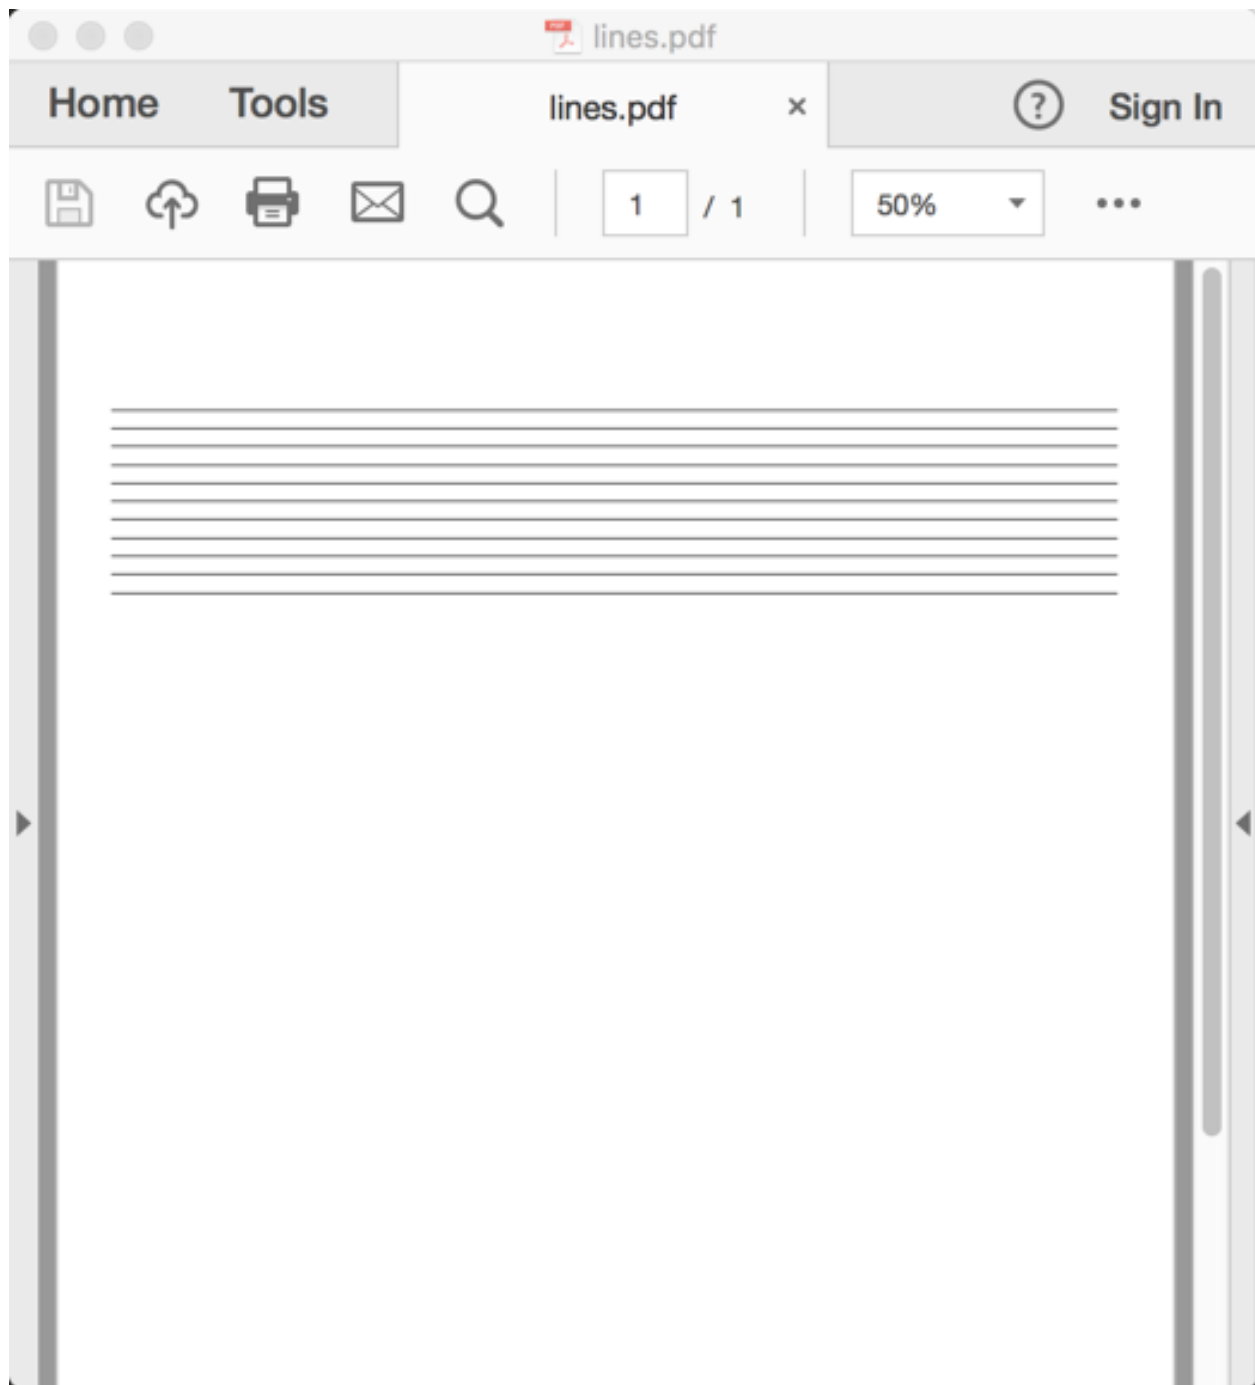 lines.pdf
Home Tools lines.pdf × ? Sign In
1 / 1 50% •••